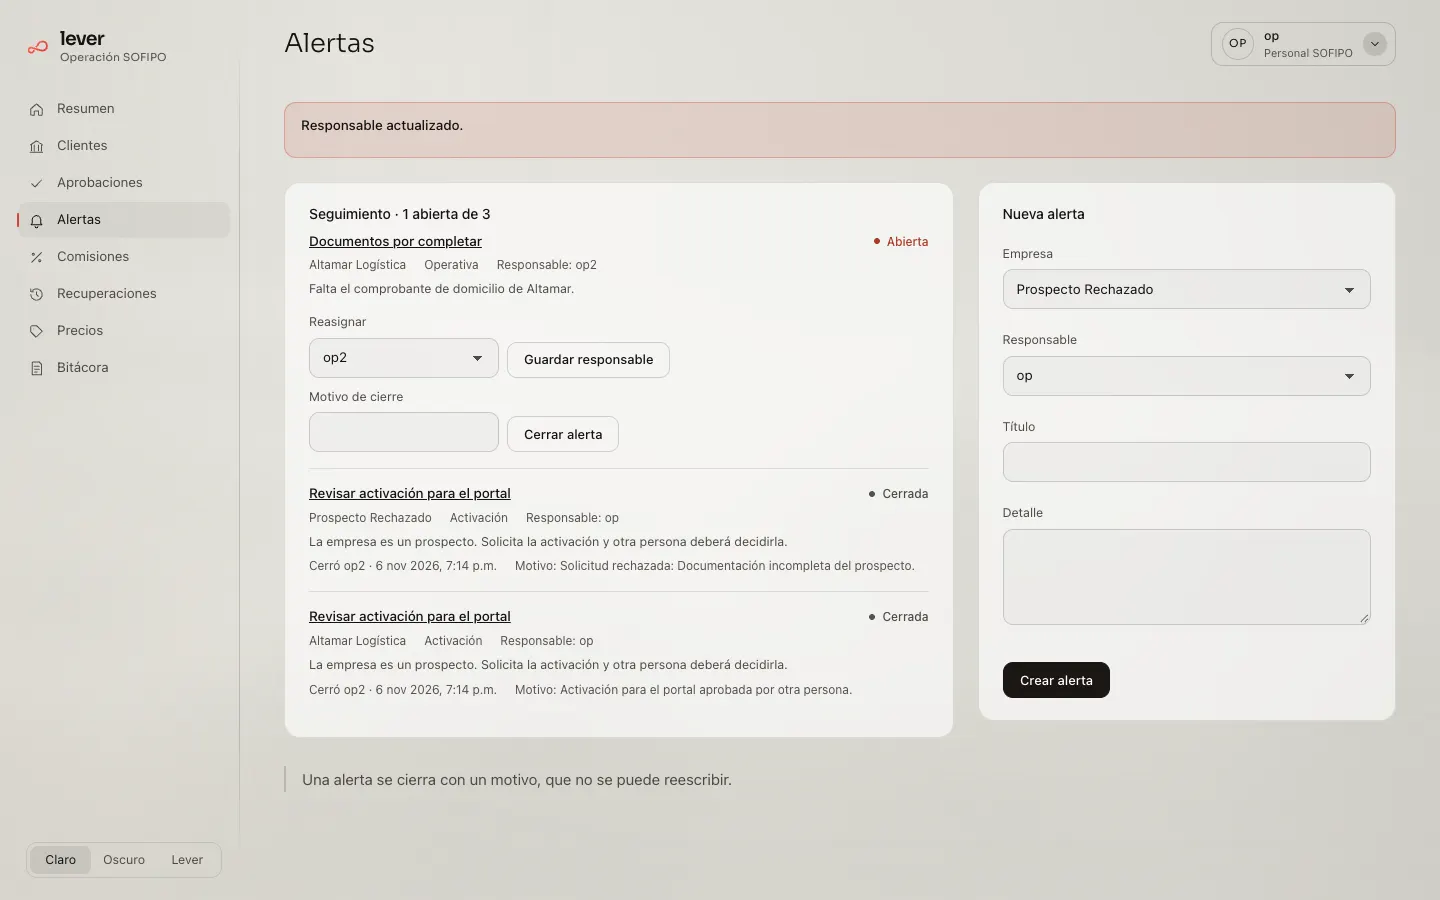 lever
Operación SOFIPO
Resumen
Clientes
Aprobaciones
Alertas
Comisiones
Recuperaciones
Precios
Bitácora
Claro Oscuro Lever
Alertas
OP
op
Personal SOFIPO
Responsable actualizado.
Seguimiento · 1 abierta de 3
Documentos por completar
Abierta
Altamar Logística Operativa Responsable: op2
Falta el comprobante de domicilio de Altamar.
Reasignar
op2
Guardar responsable
Motivo de cierre
Cerrar alerta
Revisar activación para el portal
Cerrada
Prospecto Rechazado Activación Responsable: op
La empresa es un prospecto. Solicita la activación y otra persona deberá decidirla.
Cerró op2 · 6 nov 2026, 7:14 p.m. Motivo: Solicitud rechazada: Documentación incompleta del prospecto.
Revisar activación para el portal
Cerrada
Altamar Logística Activación Responsable: op
La empresa es un prospecto. Solicita la activación y otra persona deberá decidirla.
Cerró op2 · 6 nov 2026, 7:14 p.m. Motivo: Activación para el portal aprobada por otra persona.
Nueva alerta
Empresa
Prospecto Rechazado
Responsable
op
Título
Detalle
Crear alerta
Una alerta se cierra con un motivo, que no se puede reescribir.